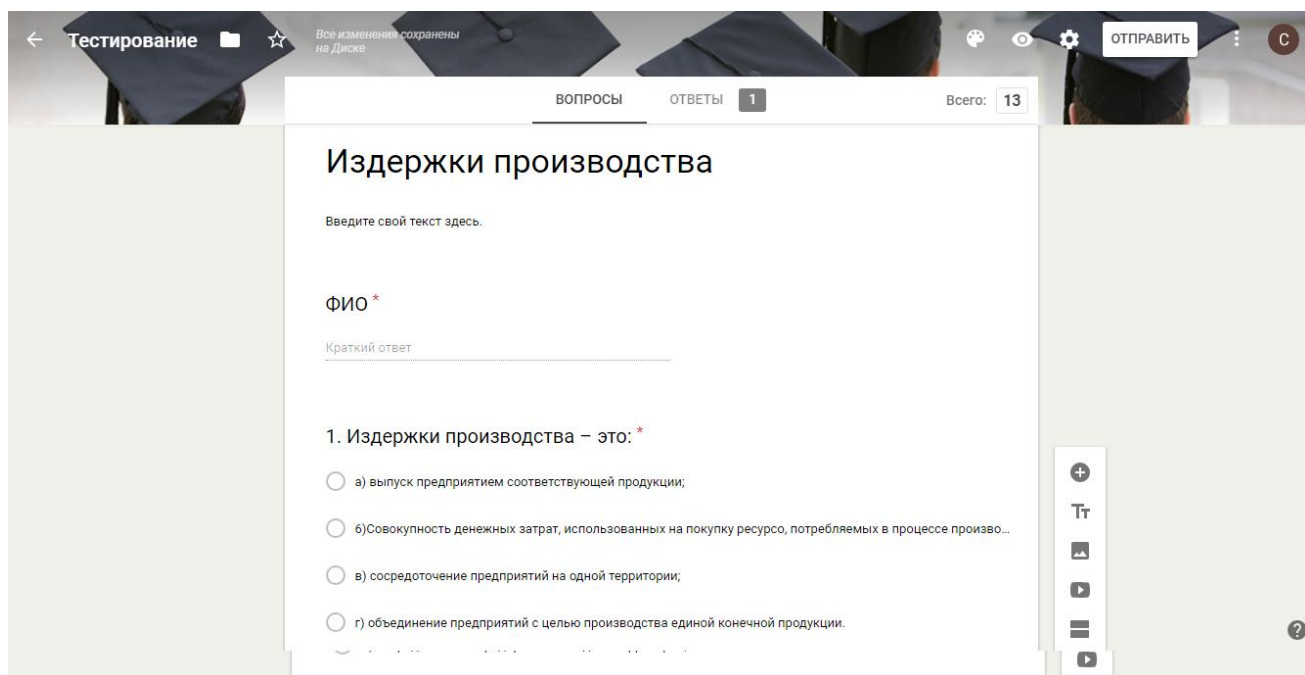 Тестирование
Все изменения сохранены
на Диске
ОТПРАВИТЬ
С
ВОПРОСЫ
ОТВЕТЫ 1
Всего: 13
Издержки производства
Введите свой текст здесь.
ФИО *
Краткий ответ
1. Издержки производства – это: *
а) выпуск предприятием соответствующей продукции;
б)Совокупность денежных затрат, использованных на покупку ресурсо, потребляемых в процессе произво...
в) сосредоточение предприятий на одной территории;
г) объединение предприятий с целью производства единой конечной продукции.
Тт